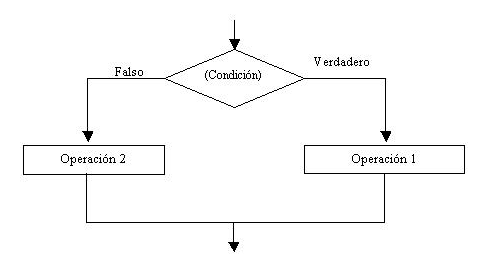 Verdadero
Falso
(Condición)
Operación 2
Operación 1